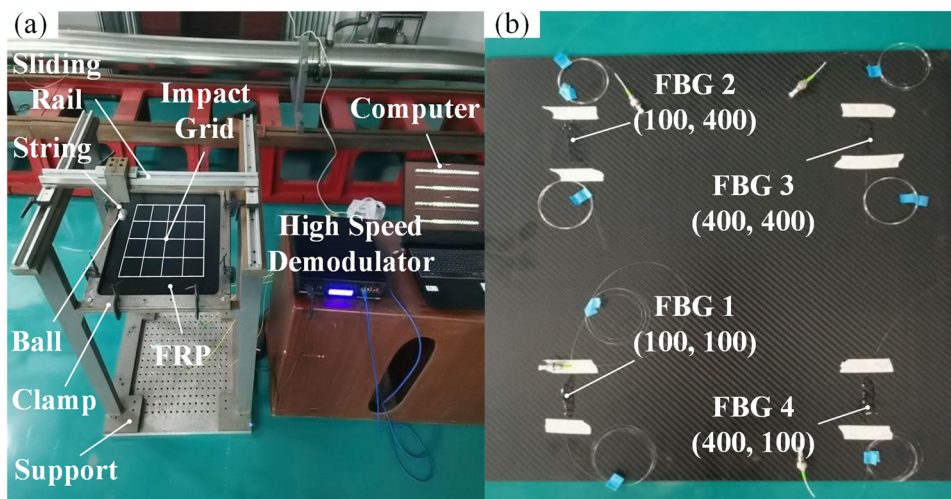 (a)
Sliding
Rail
String
Impact
Grid
Computer
High Speed
Demodulator
Ball
FRP
Clamp
Support
(b)
FBG 2
(100, 400)
FBG 3
(400, 400)
FBG 1
(100, 100)
FBG 4
(400, 100)